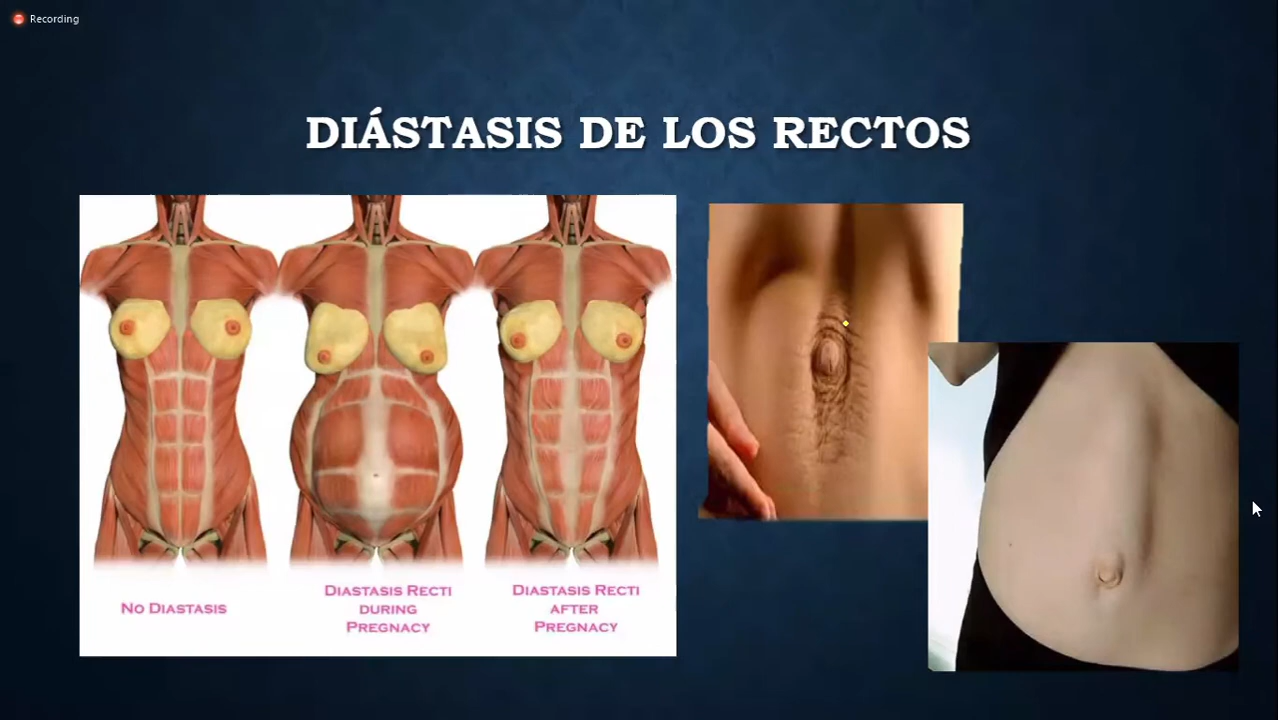 Recording
DIÁSTASIS DE LOS RECTOS
NO DIASTASIS
DIASTASIS RECTI
DURING
PREGNANCY
DIASTASIS RECTI
AFTER
PREGNANCY